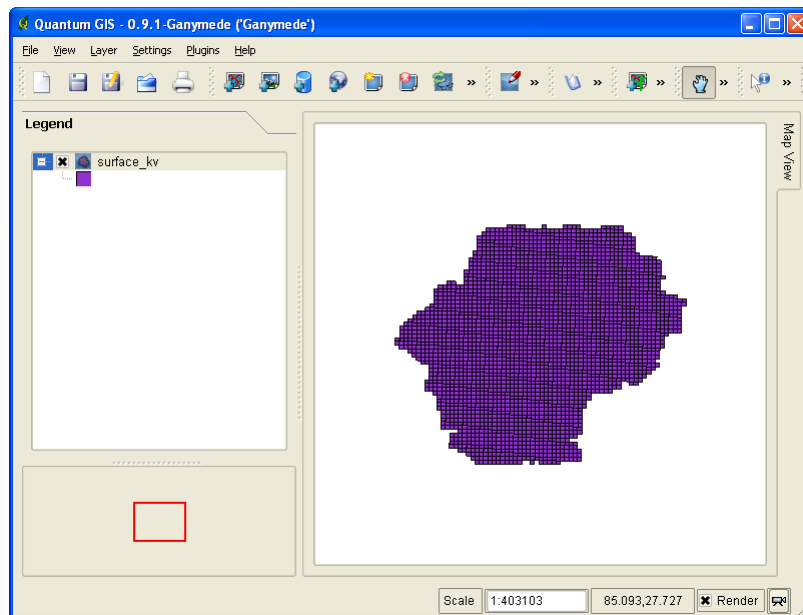 Quantum GIS - 0.9.1-Ganymede ('Ganymede')
File View Layer Settings Plugins Help
» » » » » »
Legend
surface_kv
Map View
Scale 1:403103 85.093,27.727 Render